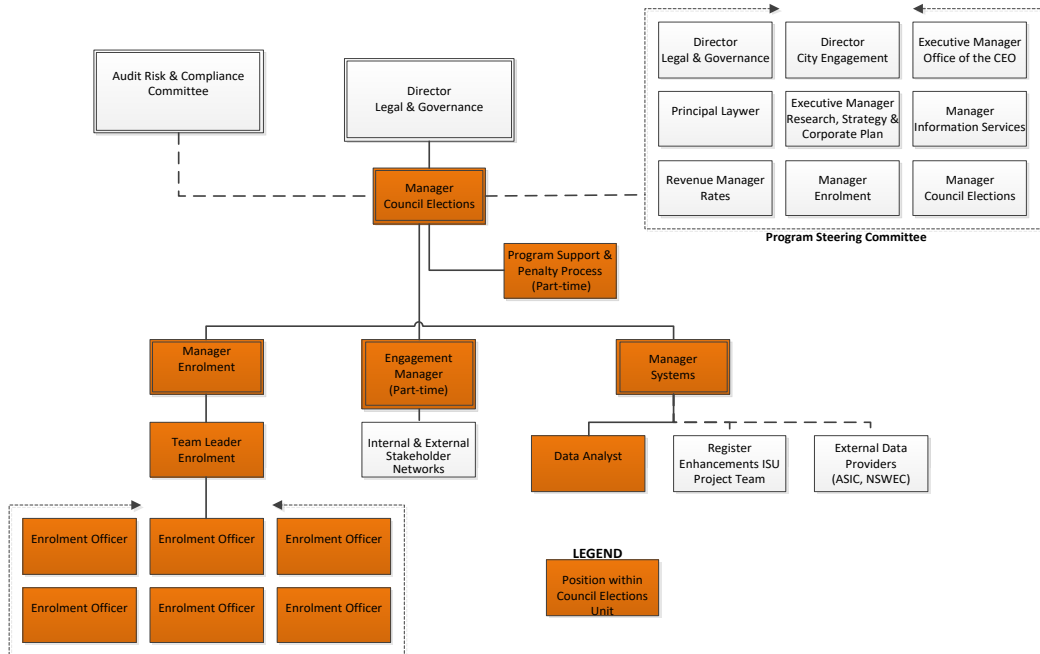 Audit Risk & Compliance
Committee
Director
Legal & Governance
Director
Legal & Governance
Director
City Engagement
Executive Manager
Office of the CEO
Principal Laywer
Executive Manager
Research, Strategy &
Corporate Plan
Manager
Information Services
Revenue Manager
Rates
Manager
Enrolment
Manager
Council Elections
Program Steering Committee
Manager
Council Elections
Program Support &
Penalty Process
(Part-time)
Manager
Enrolment
Engagement
Manager
(Part-time)
Manager
Systems
Team Leader
Enrolment
Internal & External
Stakeholder
Networks
Data Analyst
Register
Enhancements ISU
Project Team
External Data
Providers
(ASIC, NSWEC)
Enrolment Officer
Enrolment Officer
Enrolment Officer
Enrolment Officer
Enrolment Officer
Enrolment Officer
LEGEND
Position within
Council Elections
Unit